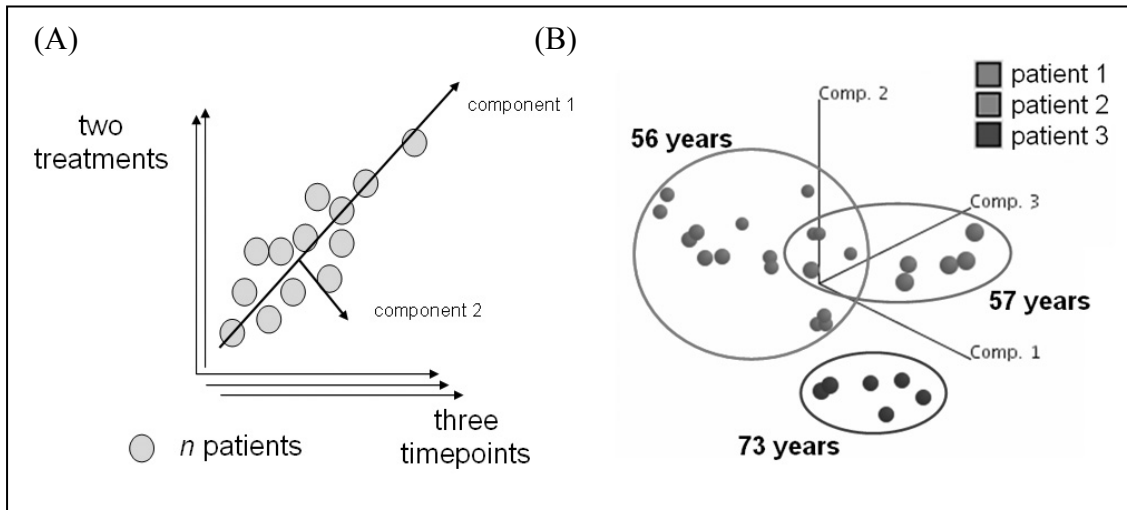 (A)
two
treatments
component 1
component 2
n patients
three
timepoints
(B)
patient 1
patient 2
patient 3
Comp. 2
56 years
Comp. 3
57 years
Comp. 1
73 years